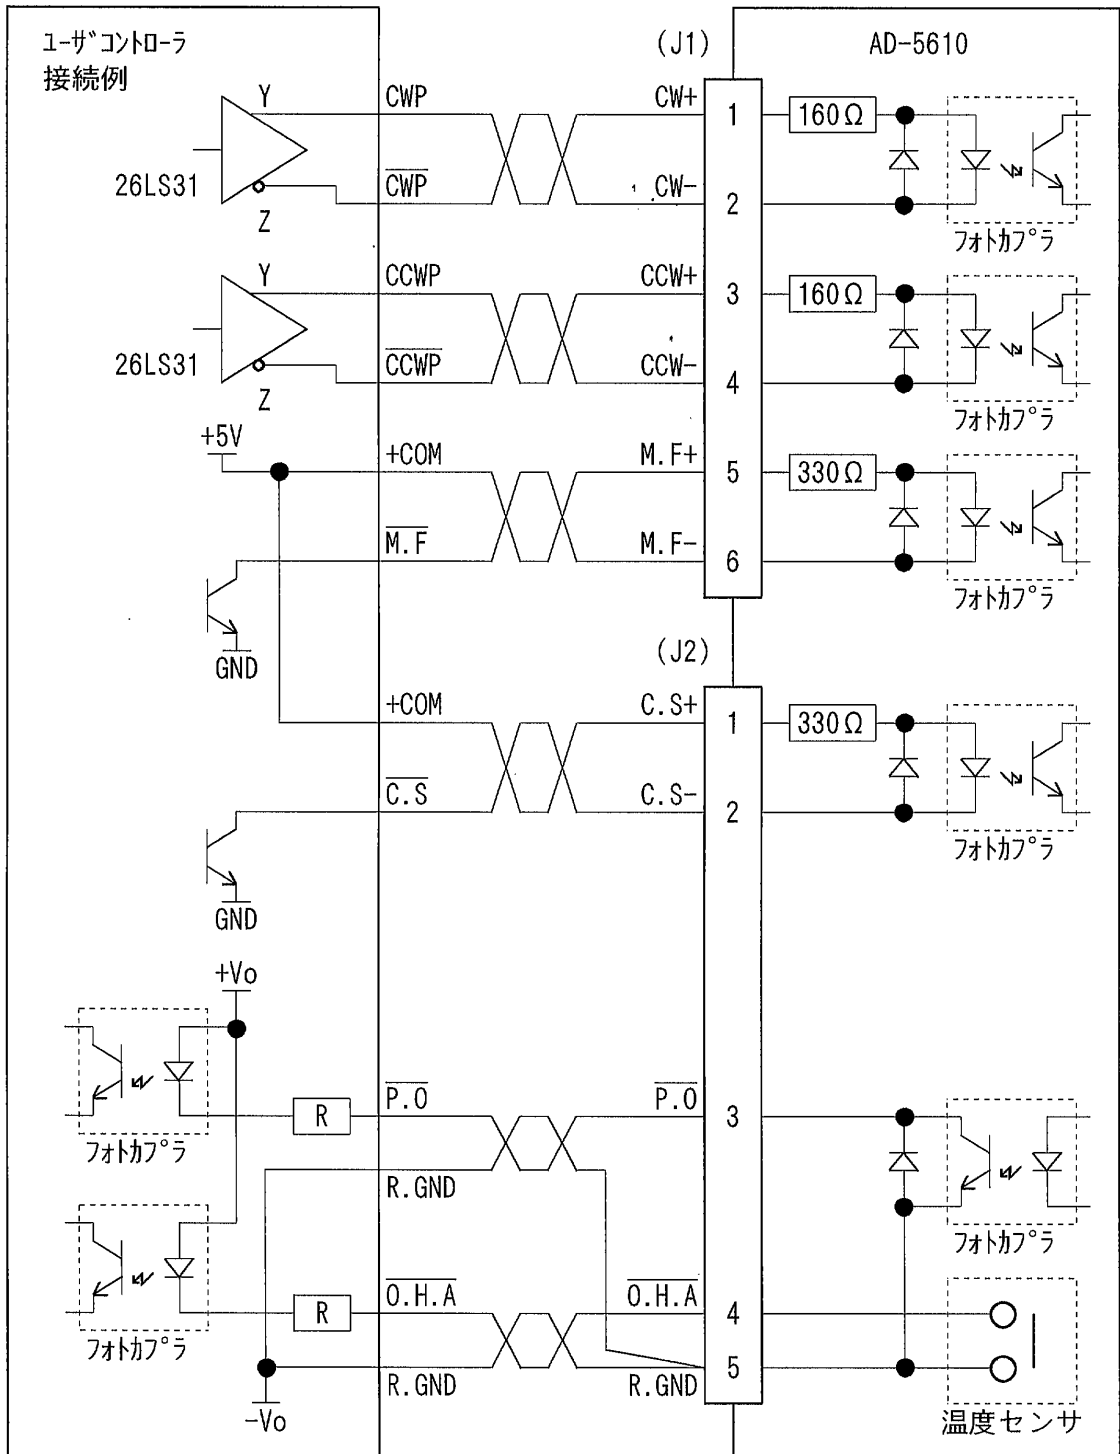 ﾕｰｻﾞｺﾝﾄﾛｰﾗ
接続例
(J1)
AD-5610
Y
CWP
CW+
1
160Ω
26LS31
C̅W̅P̅
CW-
2
Z
ﾌｫﾄｶﾌﾟﾗ
Y
CCWP
CCW+
3
160Ω
26LS31
C̅C̅W̅P̅
CCW-
4
Z
ﾌｫﾄｶﾌﾟﾗ
+5V
+COM
M.F+
5
330Ω
M̅.̅F̅
M.F-
6
ﾌｫﾄｶﾌﾟﾗ
GND
(J2)
+COM
C.S+
1
330Ω
C̅.̅S̅
C.S-
2
ﾌｫﾄｶﾌﾟﾗ
GND
+Vo
R
P̅.̅O̅
P̅.̅O̅
3
ﾌｫﾄｶﾌﾟﾗ
R.GND
ﾌｫﾄｶﾌﾟﾗ
R
O̅.̅H̅.̅A̅
O̅.̅H̅.̅A̅
4
ﾌｫﾄｶﾌﾟﾗ
5
R.GND
R.GND
-Vo
温度センサ